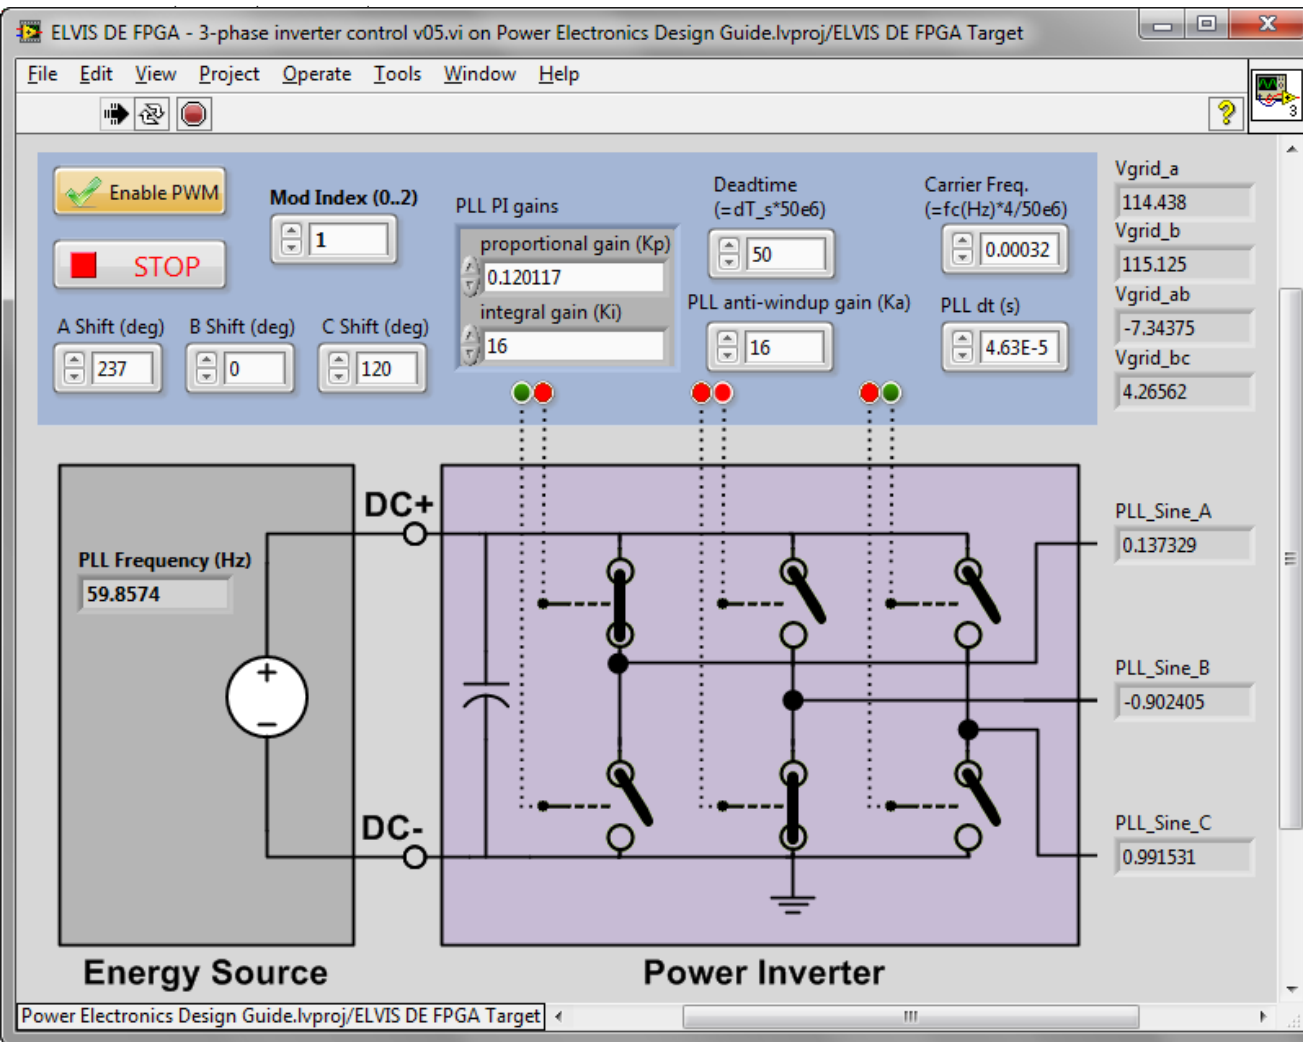 ELVIS DE FPGA - 3-phase inverter control v05.vi on Power Electronics Design Guide.lvproj/ELVIS DE FPGA Target
File Edit View Project Operate Tools Window Help
3
Enable PWM
STOP
Mod Index (0..2)
1
A Shift (deg)
237
B Shift (deg)
0
C Shift (deg)
120
PLL PI gains
proportional gain (Kp)
0.120117
integral gain (Ki)
16
Deadtime
(=dT_s*50e6)
50
PLL anti-windup gain (Ka)
16
Carrier Freq.
(=fc(Hz)*4/50e6)
0.00032
PLL dt (s)
4.63E-5
Vgrid_a
114.438
Vgrid_b
115.125
Vgrid_ab
-7.34375
Vgrid_bc
4.26562
DC+
PLL Frequency (Hz)
59.8574
DC-
PLL_Sine_A
0.137329
PLL_Sine_B
-0.902405
PLL_Sine_C
0.991531
Energy Source
Power Inverter
Power Electronics Design Guide.lvproj/ELVIS DE FPGA Target